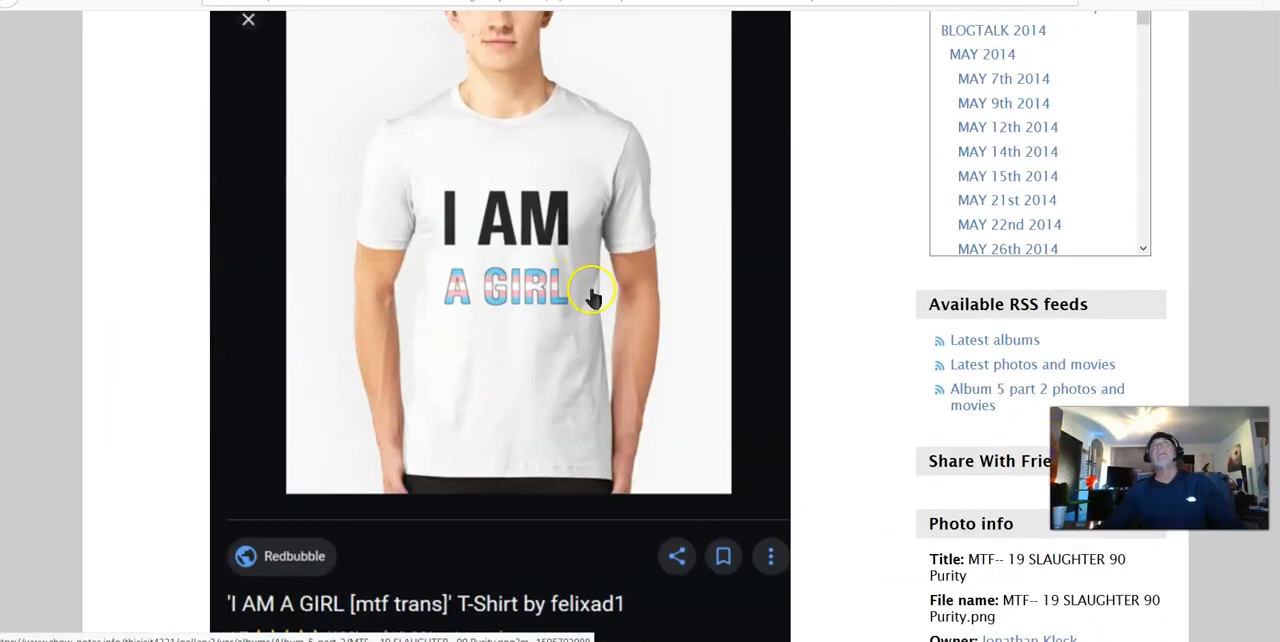 BLOGTALK 2014
MAY 2014
MAY 7th 2014
MAY 9th 2014
MAY 12th 2014
MAY 14th 2014
MAY 15th 2014
MAY 21st 2014
MAY 22nd 2014
MAY 26th 2014
I AM
A GIRL
Available RSS feeds
Latest albums
Latest photos and movies
Album 5 part 2 photos and
movies
Share With Frie
Photo info
Title: MTF-- 19 SLAUGHTER 90
Purity
File name: MTF-- 19 SLAUGHTER 90
Purity.png
Owner: Jonathan Kleck
Redbubble
'I AM A GIRL [mtf trans]' T-Shirt by felixad1